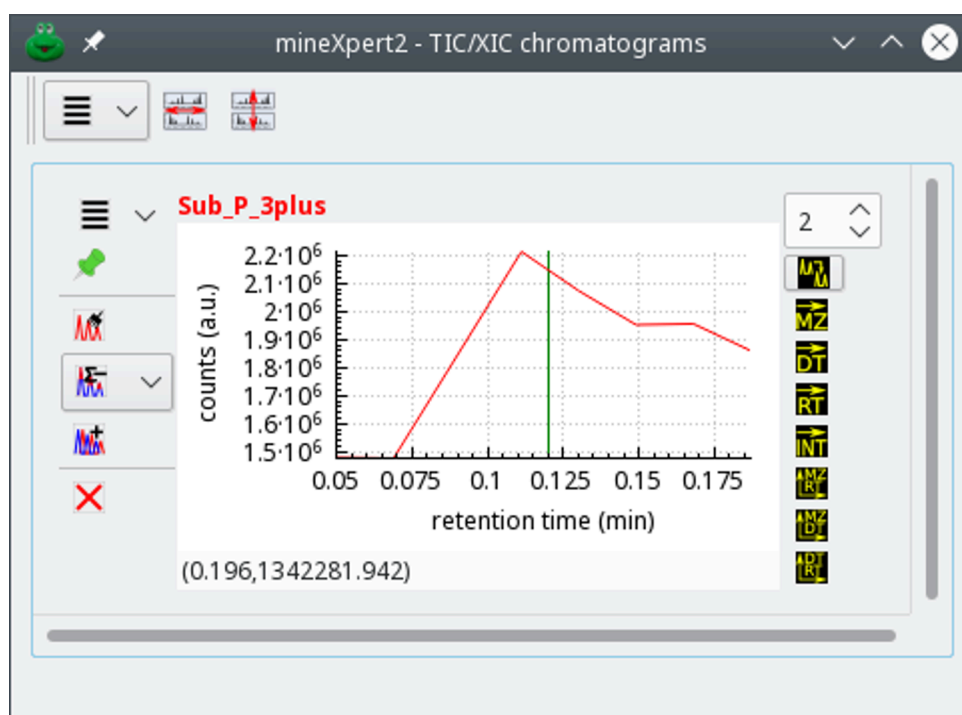 mineXpert2 - TIC/XIC chromatograms
Sub_P_3plus
2
2.2·10⁶
2.1·10⁶
2·10⁶
1.9·10⁶
1.8·10⁶
1.7·10⁶
1.6·10⁶
1.5·10⁶
counts (a.u.)
0.05 0.075 0.1 0.125 0.15 0.175
retention time (min)
(0.196,1342281.942)
MZ
DT
RT
INT
MZ
RT
MZ
DT
DT
RT